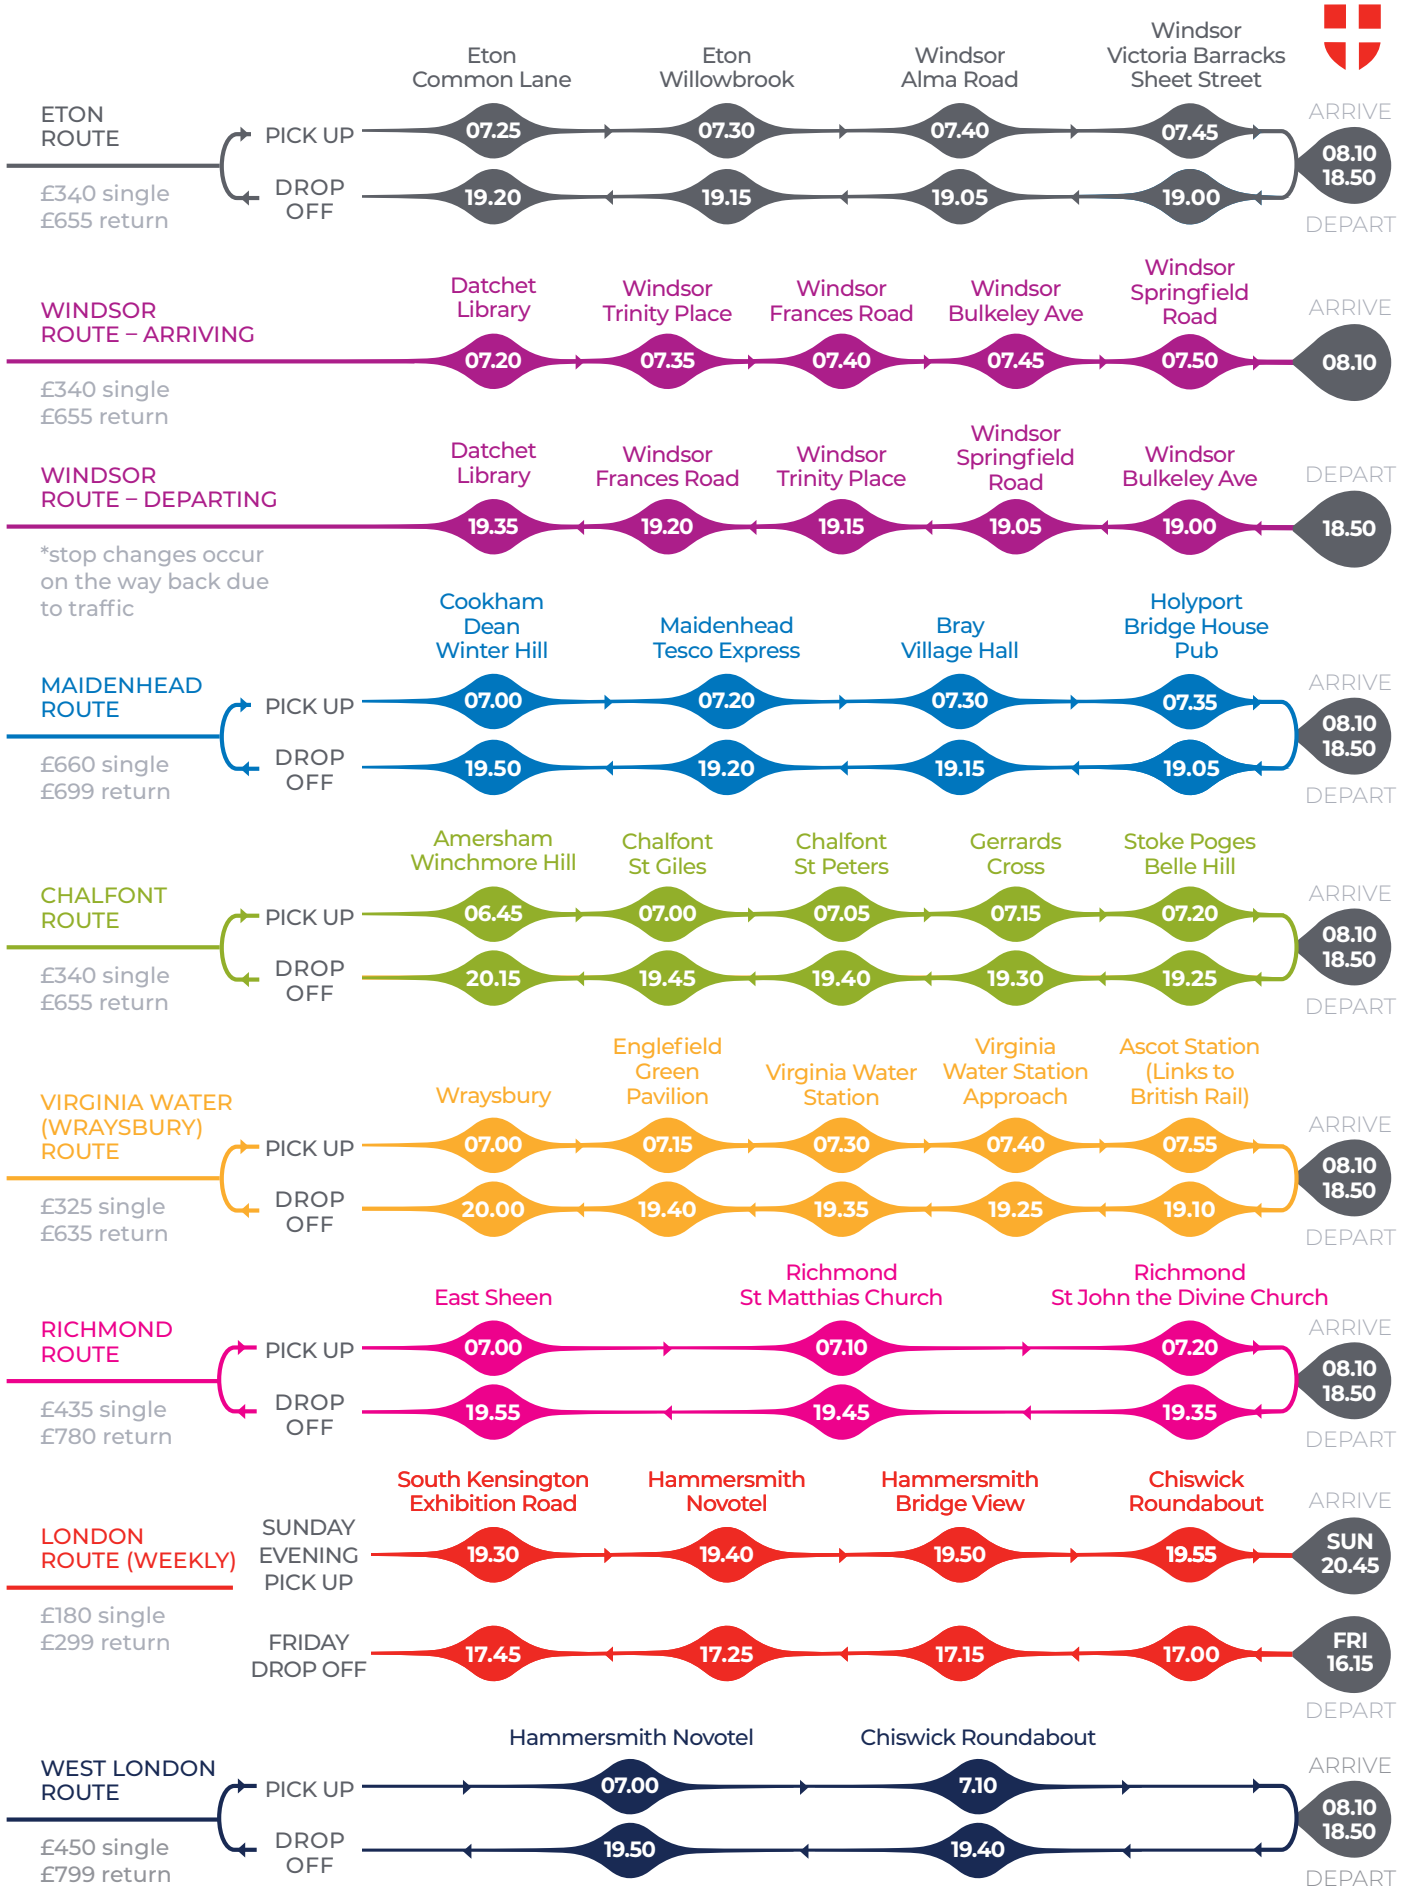 Eton
Common Lane
Eton
Willowbrook
Windsor
Alma Road
Windsor
Victoria Barracks
Sheet Street
ETON
ROUTE
£340 single
£655 return
PICK UP
07.25
07.30
07.40
07.45
DROP
OFF
19.20
19.15
19.05
19.00
ARRIVE
08.10
18.50
DEPART
WINDSOR
ROUTE – ARRIVING
£340 single
£655 return
Datchet
Library
Windsor
Trinity Place
Windsor
Frances Road
Windsor
Bulkeley Ave
Windsor
Springfield
Road
07.20
07.35
07.40
07.45
07.50
ARRIVE
08.10
WINDSOR
ROUTE – DEPARTING
*stop changes occur
on the way back due
to traffic
Datchet
Library
Windsor
Frances Road
Windsor
Trinity Place
Windsor
Springfield
Road
Windsor
Bulkeley Ave
19.35
19.20
19.15
19.05
19.00
DEPART
18.50
Cookham
Dean
Winter Hill
Maidenhead
Tesco Express
Bray
Village Hall
Holyport
Bridge House
Pub
MAIDENHEAD
ROUTE
£660 single
£699 return
PICK UP
07.00
07.20
07.30
07.35
DROP
OFF
19.50
19.20
19.15
19.05
ARRIVE
08.10
18.50
DEPART
Amersham
Winchmore Hill
Chalfont
St Giles
Chalfont
St Peters
Gerrards
Cross
Stoke Poges
Belle Hill
CHALFONT
ROUTE
£340 single
£655 return
PICK UP
06.45
07.00
07.05
07.15
07.20
DROP
OFF
20.15
19.45
19.40
19.30
19.25
ARRIVE
08.10
18.50
DEPART
Wraysbury
Englefield
Green
Pavilion
Virginia Water
Station
Virginia
Water Station
Approach
Ascot Station
(Links to
British Rail)
VIRGINIA WATER
(WRAYSBURY)
ROUTE
£325 single
£635 return
PICK UP
07.00
07.15
07.30
07.40
07.55
DROP
OFF
20.00
19.40
19.35
19.25
19.10
ARRIVE
08.10
18.50
DEPART
East Sheen
Richmond
St Matthias Church
Richmond
St John the Divine Church
RICHMOND
ROUTE
£435 single
£780 return
PICK UP
07.00
07.10
07.20
DROP
OFF
19.55
19.45
19.35
ARRIVE
08.10
18.50
DEPART
South Kensington
Exhibition Road
Hammersmith
Novotel
Hammersmith
Bridge View
Chiswick
Roundabout
LONDON
ROUTE (WEEKLY)
£180 single
£299 return
SUNDAY
EVENING
PICK UP
19.30
19.40
19.50
19.55
ARRIVE
SUN
20.45
FRIDAY
DROP OFF
17.45
17.25
17.15
17.00
FRI
16.15
DEPART
Hammersmith Novotel
Chiswick Roundabout
WEST LONDON
ROUTE
£450 single
£799 return
PICK UP
07.00
7.10
DROP
OFF
19.50
19.40
ARRIVE
08.10
18.50
DEPART